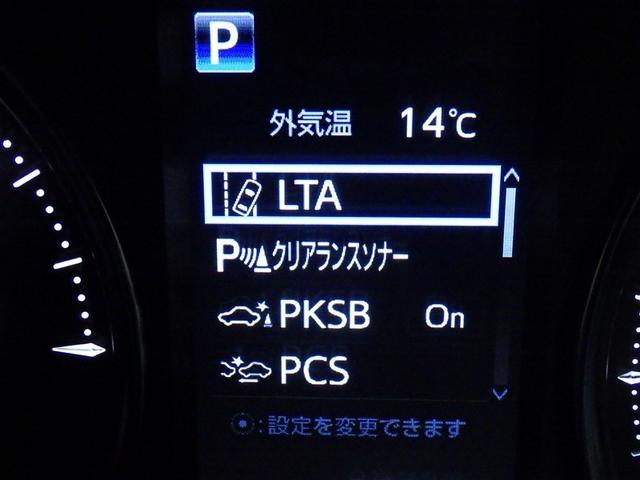 P
外気温 14℃
LTA
Pクリアランスソナー
PKSB On
PCS
:設定を変更できます